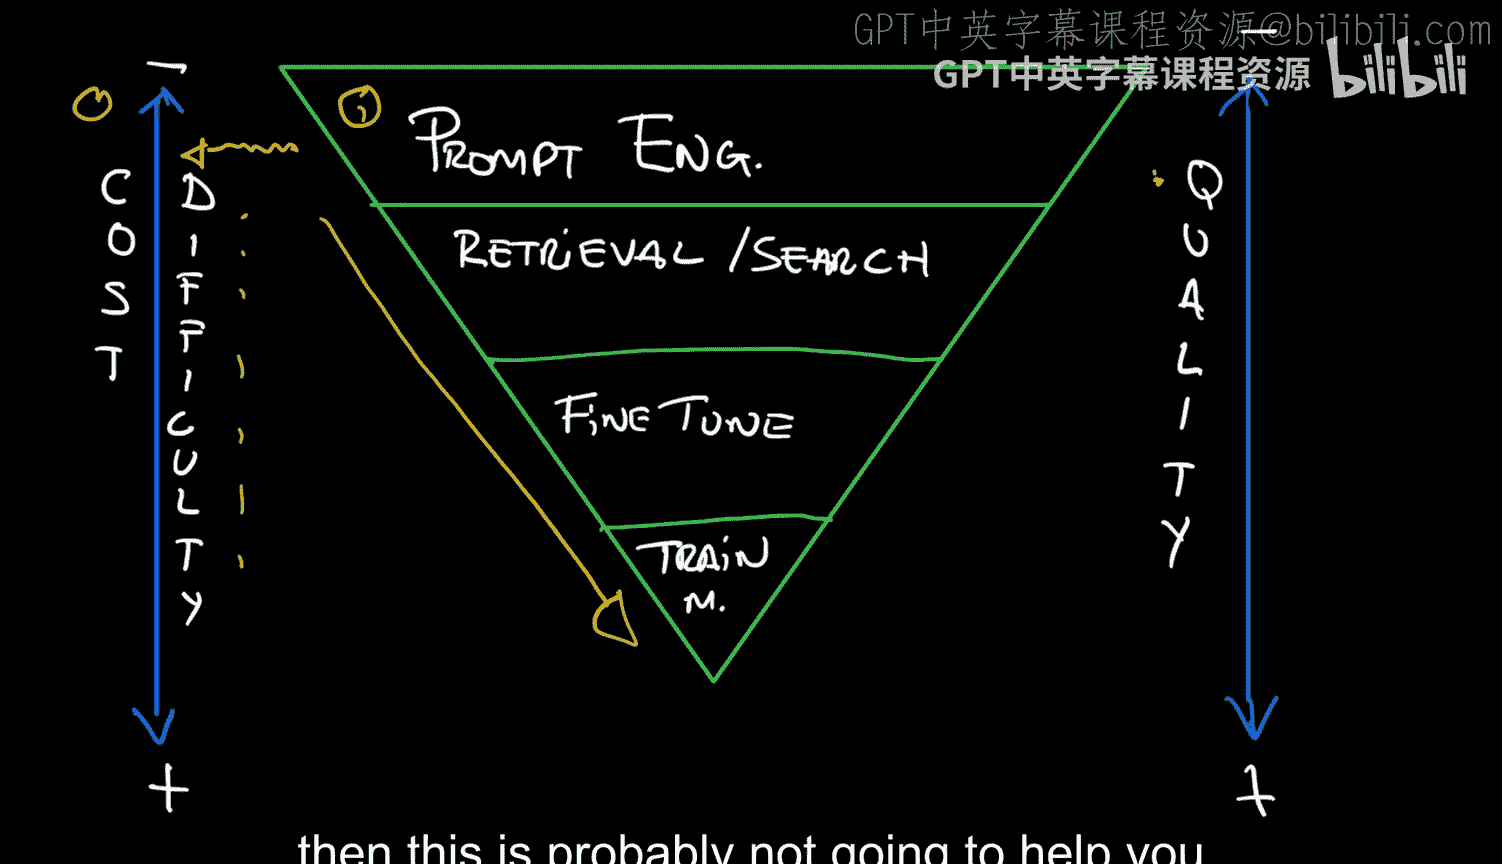 GPT中英字幕课程资源@bilibili.com
GPT中英字幕课程资源 bilibili
COST
DIFFICULTY
PROMPT ENG.
RETRIEVAL / SEARCH
FINE TUNE
TRAIN
M.
QUALITY
-
-
+
+
then this is probably not going to help you